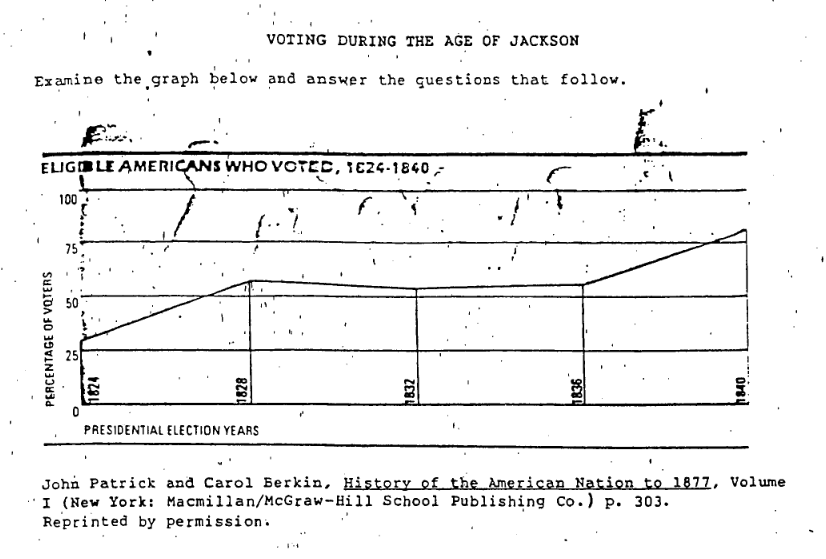 VOTING DURING THE AGE OF JACKSON
Examine the graph below and answer the questions that follow.
ELIGIBLE AMERICANS WHO VOTED, 1824-1840
100
75
50
25
0
PERCENTAGE OF VOTERS
1824
1828
1832
1836
1840
PRESIDENTIAL ELECTION YEARS
John Patrick and Carol Berkin, History of the American Nation to 1877, Volume
I (New York: Macmillan/McGraw-Hill School Publishing Co.) p. 303.
Reprinted by permission.